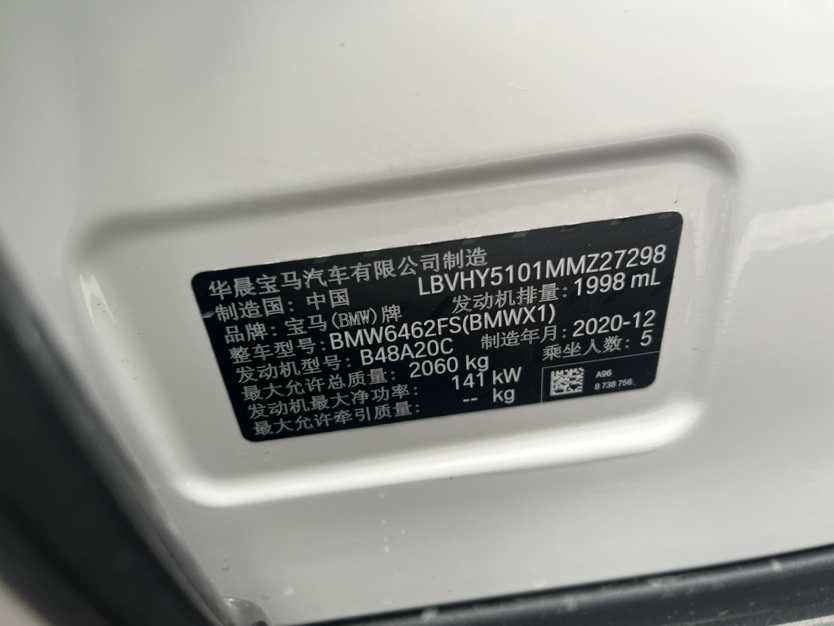 华晨宝马汽车有限公司制造
制造国: 中国 LBVHY5101MMZ27298
品牌: 宝马(BMW)牌 发动机排量: 1998 mL
整车型号: BMW6462FS(BMWX1)
发动机型号: B48A20C 制造年月: 2020-12
最大允许总质量: 2060 kg 乘坐人数: 5
发动机最大净功率: 141 kW
最大允许牵引质量: -- kg
A96
8 738 756